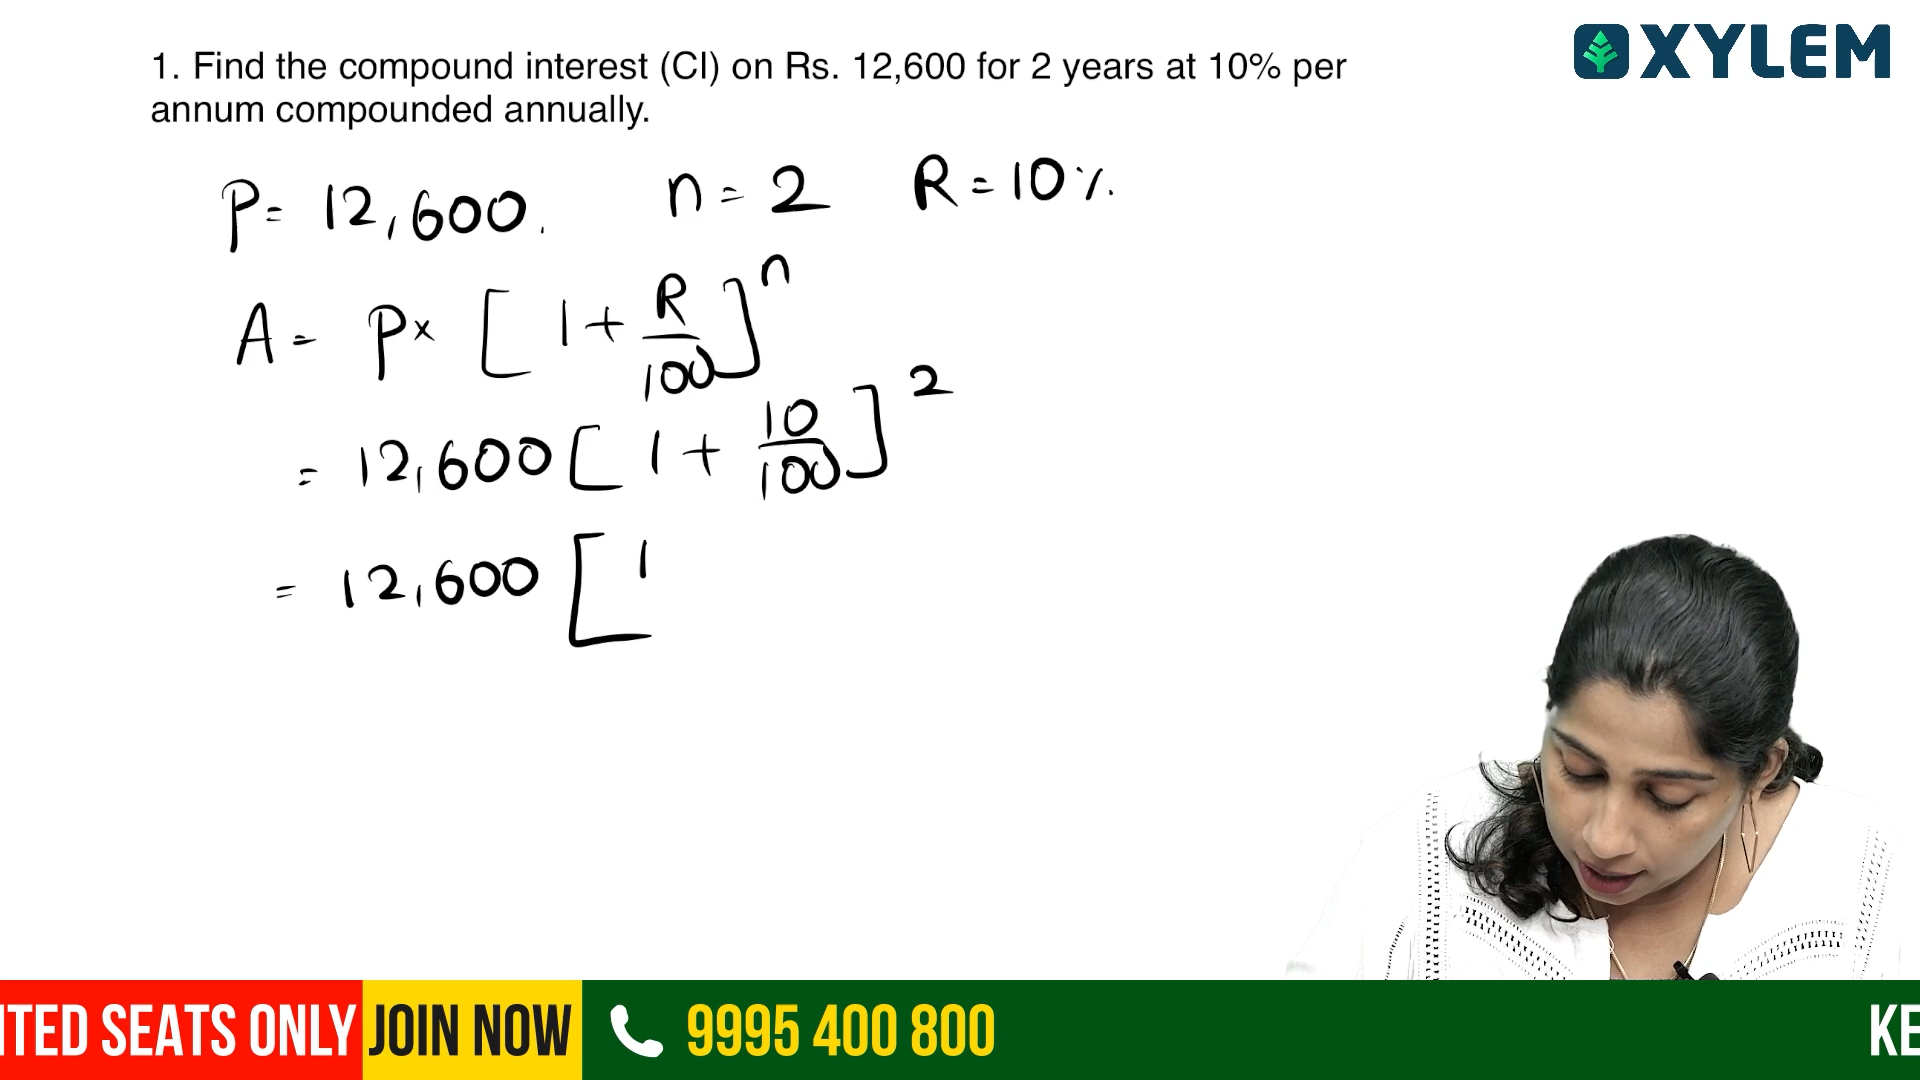 XYLEM
1. Find the compound interest (CI) on Rs. 12,600 for 2 years at 10% per
annum compounded annually.
P = 12,600. n = 2 R = 10%
A = P × [ 1 + R/100 ]^n
= 12,600 [ 1 + 10/100 ]^2
= 12,600 [ 1
ITED SEATS ONLY JOIN NOW 9995 400 800 KE